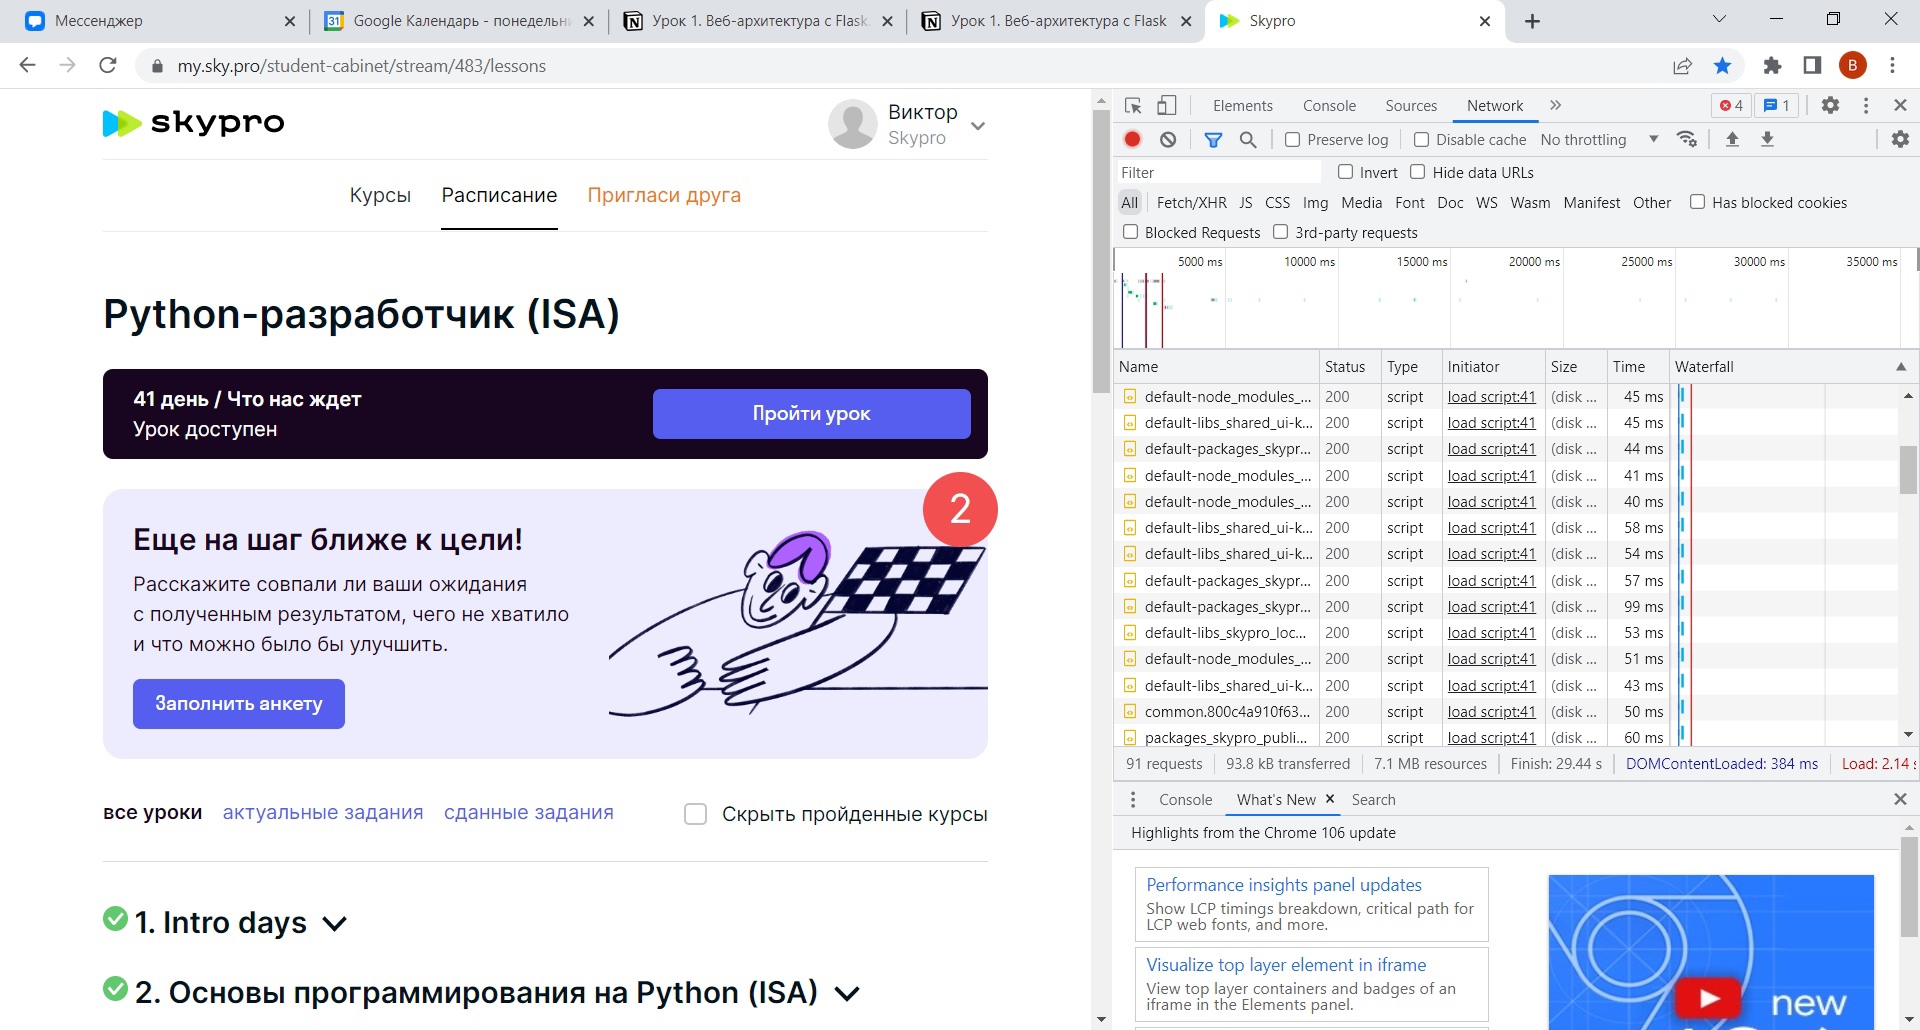 Мессенджер
Google Календарь - понедельн
Урок 1. Веб-архитектура с Flask.
Урок 1. Веб-архитектура с Flask
Skypro
my.sky.pro/student-cabinet/stream/483/lessons
B
skypro
Виктор
Skypro
Курсы
Расписание
Пригласи друга
Python-разработчик (ISA)
41 день / Что нас ждет
Урок доступен
Пройти урок
2
Еще на шаг ближе к цели!
Расскажите совпали ли ваши ожидания
с полученным результатом, чего не хватило
и что можно было бы улучшить.
Заполнить анкету
все уроки
актуальные задания
сданные задания
Скрыть пройденные курсы
1. Intro days
2. Основы программирования на Python (ISA)
Elements
Console
Sources
Network
4
1
Preserve log
Disable cache
No throttling
Filter
Invert
Hide data URLs
All
Fetch/XHR
JS
CSS
Img
Media
Font
Doc
WS
Wasm
Manifest
Other
Has blocked cookies
Blocked Requests
3rd-party requests
5000 ms
10000 ms
15000 ms
20000 ms
25000 ms
30000 ms
35000 ms
Name Status Type Initiator Size Time Waterfall
default-node_modules_... 200 script load script:41 (disk ... 45 ms
default-libs_shared_ui-k... 200 script load script:41 (disk ... 45 ms
default-packages_skypr... 200 script load script:41 (disk ... 44 ms
default-node_modules_... 200 script load script:41 (disk ... 41 ms
default-node_modules_... 200 script load script:41 (disk ... 40 ms
default-libs_shared_ui-k... 200 script load script:41 (disk ... 58 ms
default-libs_shared_ui-k... 200 script load script:41 (disk ... 54 ms
default-packages_skypr... 200 script load script:41 (disk ... 57 ms
default-packages_skypr... 200 script load script:41 (disk ... 99 ms
default-libs_skypro_loc... 200 script load script:41 (disk ... 53 ms
default-node_modules_... 200 script load script:41 (disk ... 51 ms
default-libs_shared_ui-k... 200 script load script:41 (disk ... 43 ms
common.800c4a910f63... 200 script load script:41 (disk ... 50 ms
packages_skypro_publi... 200 script load script:41 (disk ... 60 ms
91 requests
93.8 kB transferred
7.1 MB resources
Finish: 29.44 s
DOMContentLoaded: 384 ms
Load: 2.14 s
Console
What's New
Search
Highlights from the Chrome 106 update
Performance insights panel updates
Show LCP timings breakdown, critical path for
LCP web fonts, and more.
Visualize top layer element in iframe
View top layer containers and badges of an
iframe in the Elements panel.
new